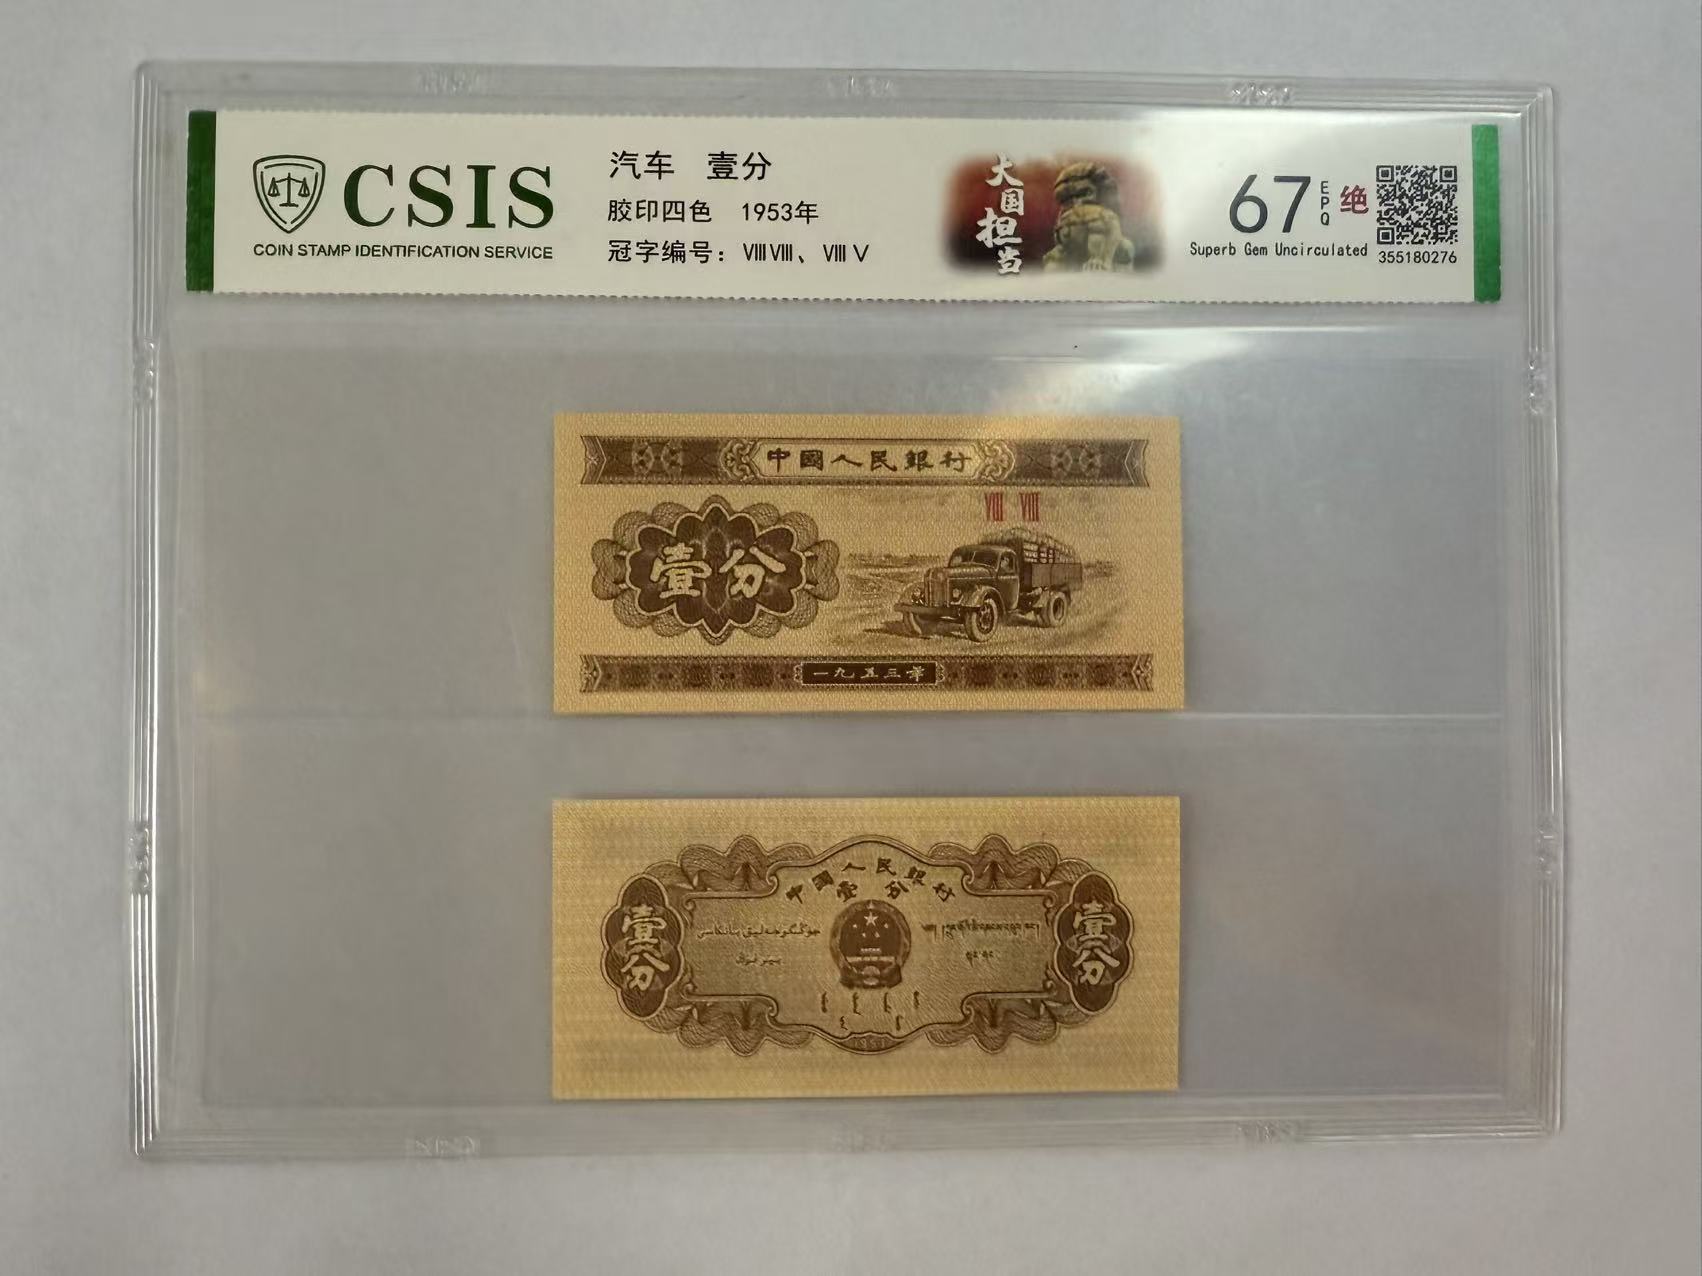 CSIS
COIN STAMP IDENTIFICATION SERVICE
汽车 壹分
胶印四色 1953年
冠字编号：ⅧⅧ、ⅧⅤ
大国担当
67
EPQ
绝
Superb Gem Uncirculated
355180276
中國人民銀行
VIII VIII
壹分
一九五三年
中國人民銀行
壹分
壹分
壹分
1953